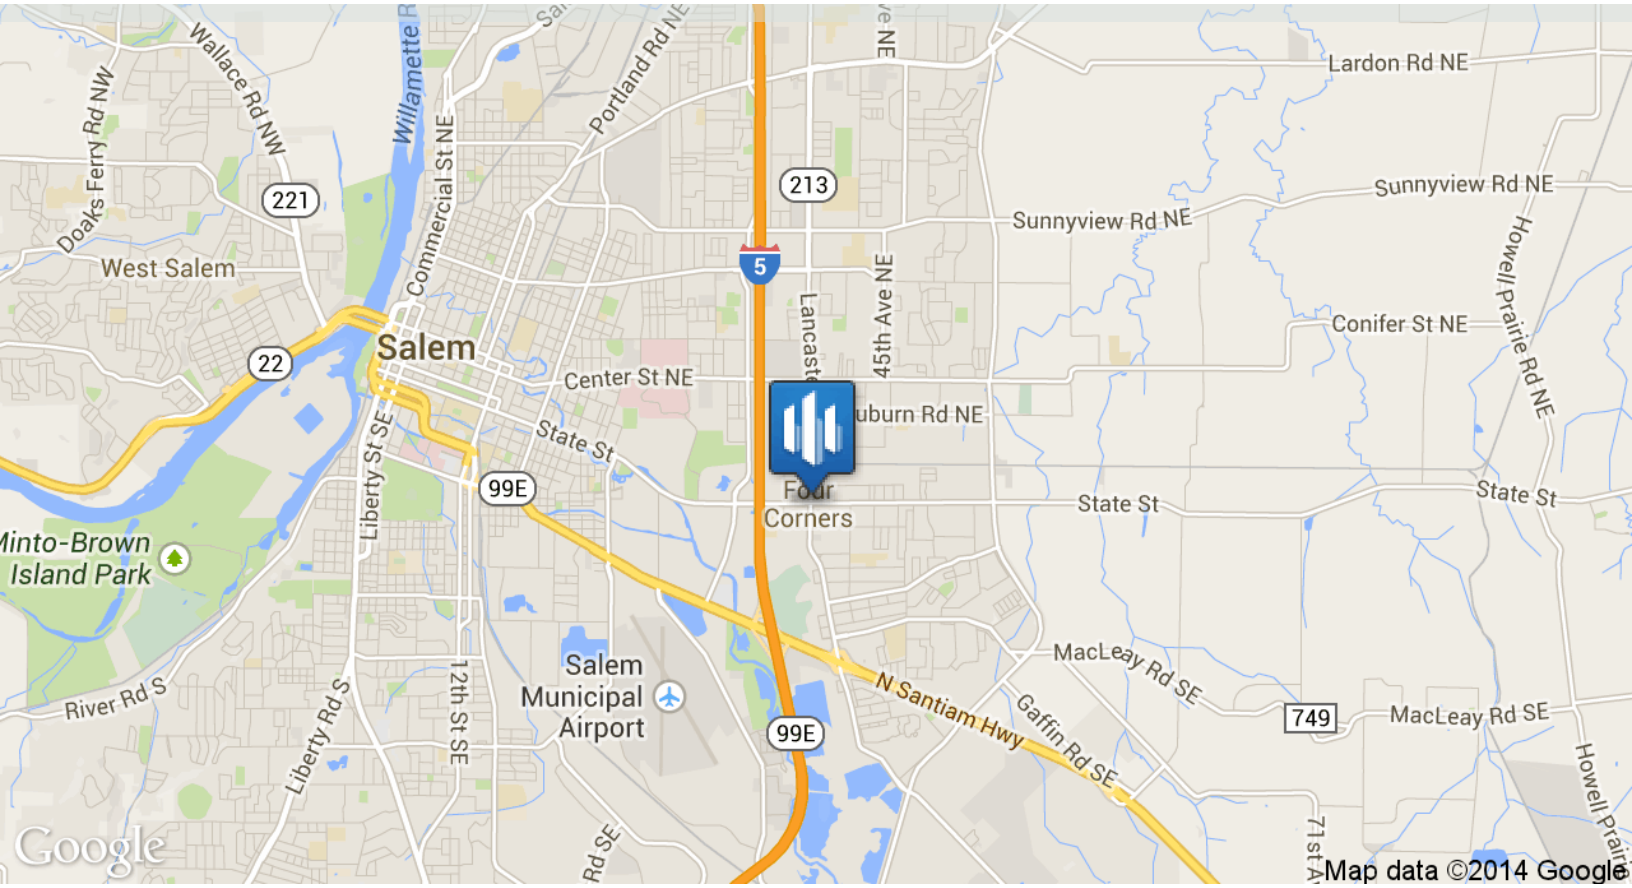 Willamette R
Wallace Rd NW
Doaks Ferry Rd NW
Commercial St NE
Portland Rd NE
ve NE
Lardon Rd NE
213
221
Sunnyview Rd NE
Sunnyview Rd NE
West Salem
5
45th Ave NE
Lancaste
Howell Prairie Rd NE
Conifer St NE
Salem
22
Center St NE
uburn Rd NE
State St
Liberty St SE
99E
Four
Corners
State St
State St
Minto-Brown
Island Park
Salem
Municipal
Airport
12th St SE
River Rd S
Liberty Rd S
MacLeay Rd SE
N Santiam Hwy
Gaffin Rd SE
99E
749
MacLeay Rd SE
Howell Prairie
71st A
Rd SE
Google
Map data ©2014 Google